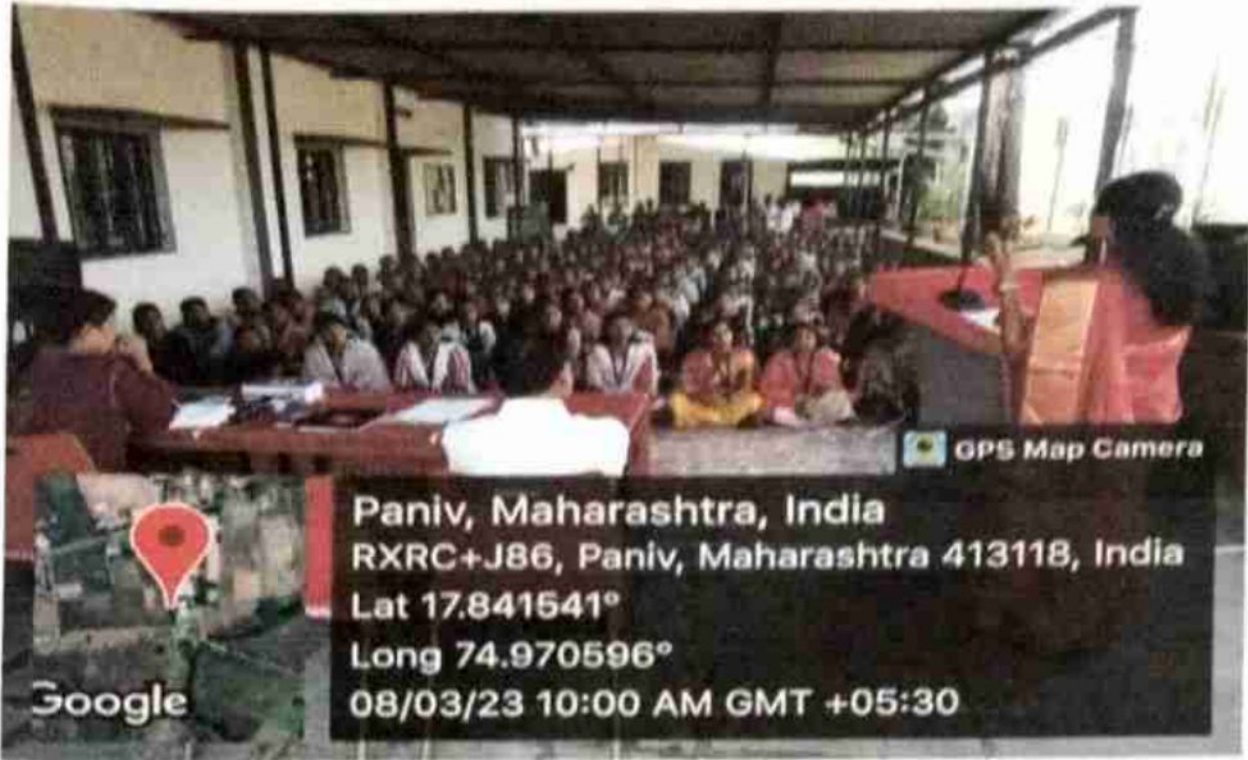 GPS Map Camera
Paniv, Maharashtra, India
RXRC+J86, Paniv, Maharashtra 413118, India
Lat 17.841541°
Long 74.970596°
08/03/23 10:00 AM GMT +05:30
Google